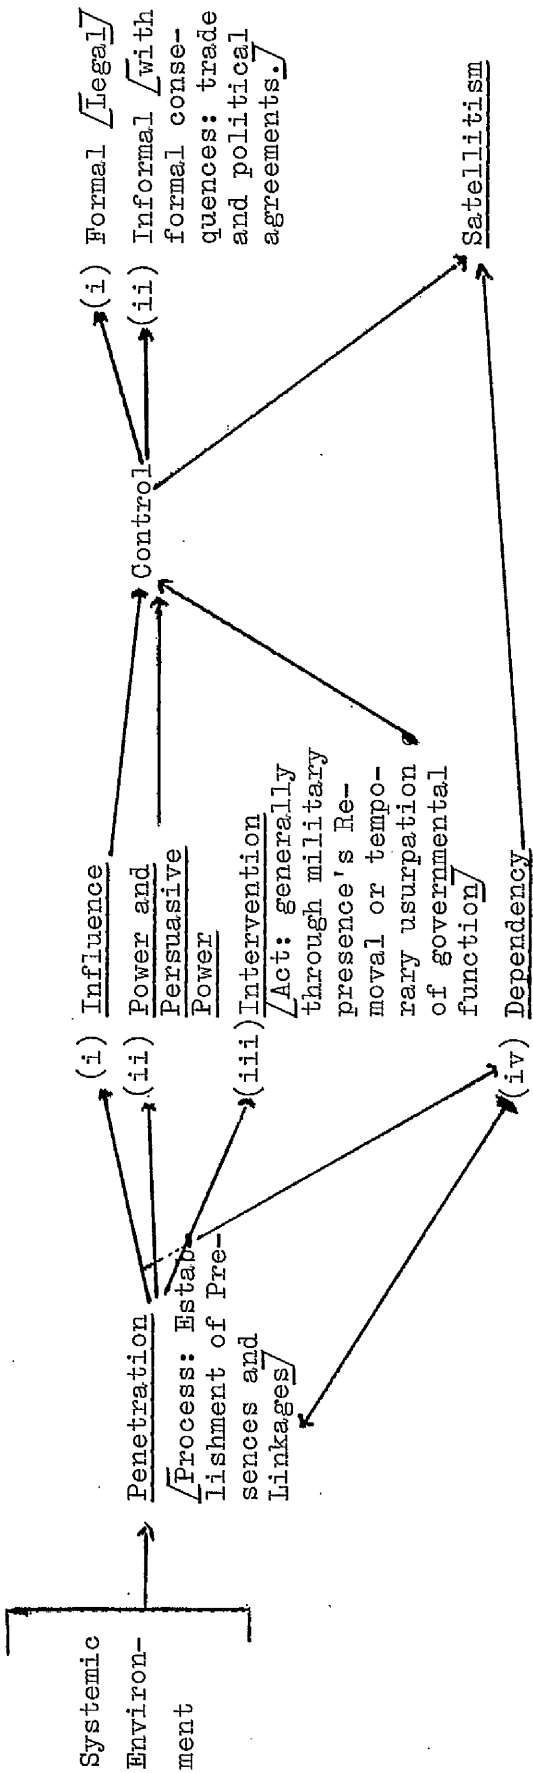 Systemic
Environ-
ment
Penetration
[Process: Estab-
lishment of Pre-
sences and
Linkages]
(i) Influence
(ii) Power and
Persuasive
Power
(iii) Intervention
[Act: generally
through military
presence's Re-
moval or tempo-
rary usurpation
of governmental
function]
(iv) Dependency
Control
(i) Formal [Legal]
(ii) Informal [with
formal conse-
quences: trade
and political
agreements.]
Satellitism